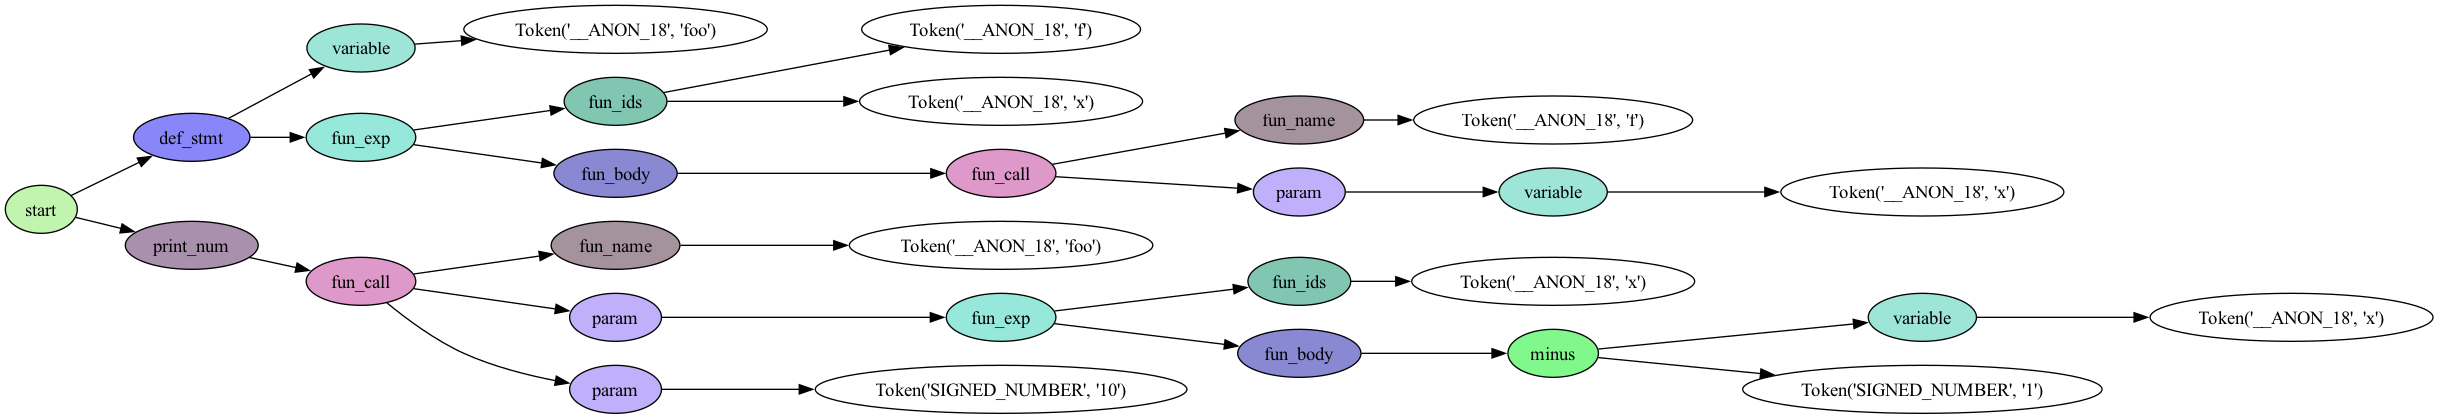 Token('__ANON_18', 'foo')
Token('__ANON_18', 'f')
variable
fun_ids
Token('__ANON_18', 'x')
fun_name
Token('__ANON_18', 'f')
def_stmt
fun_exp
fun_body
fun_call
param
variable
Token('__ANON_18', 'x')
start
print_num
fun_name
Token('__ANON_18', 'foo')
fun_call
fun_ids
Token('__ANON_18', 'x')
param
fun_exp
variable
Token('__ANON_18', 'x')
fun_body
minus
param
Token('SIGNED_NUMBER', '10')
Token('SIGNED_NUMBER', '1')